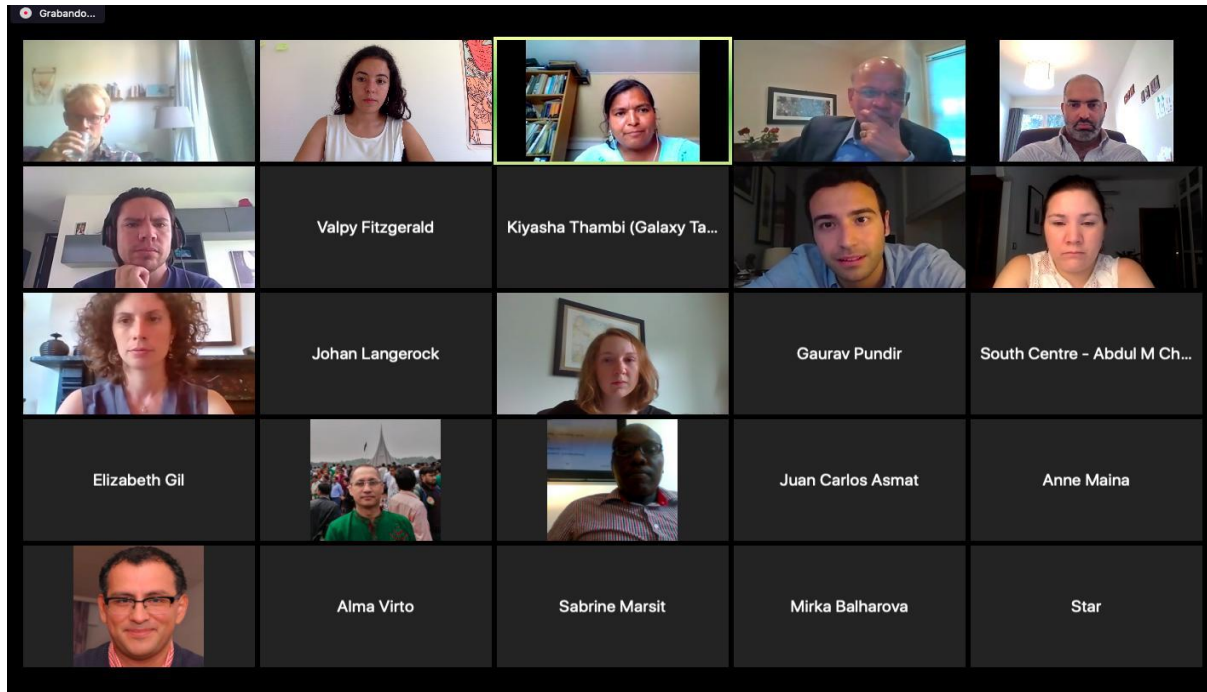 Grabando...
Valpy Fitzgerald
Kiyasha Thambi (Galaxy Ta...
Johan Langerock
Gaurav Pundir
South Centre - Abdul M Ch...
Elizabeth Gil
Juan Carlos Asmat
Anne Maina
Alma Virto
Sabrine Marsit
Mirka Balharova
Star